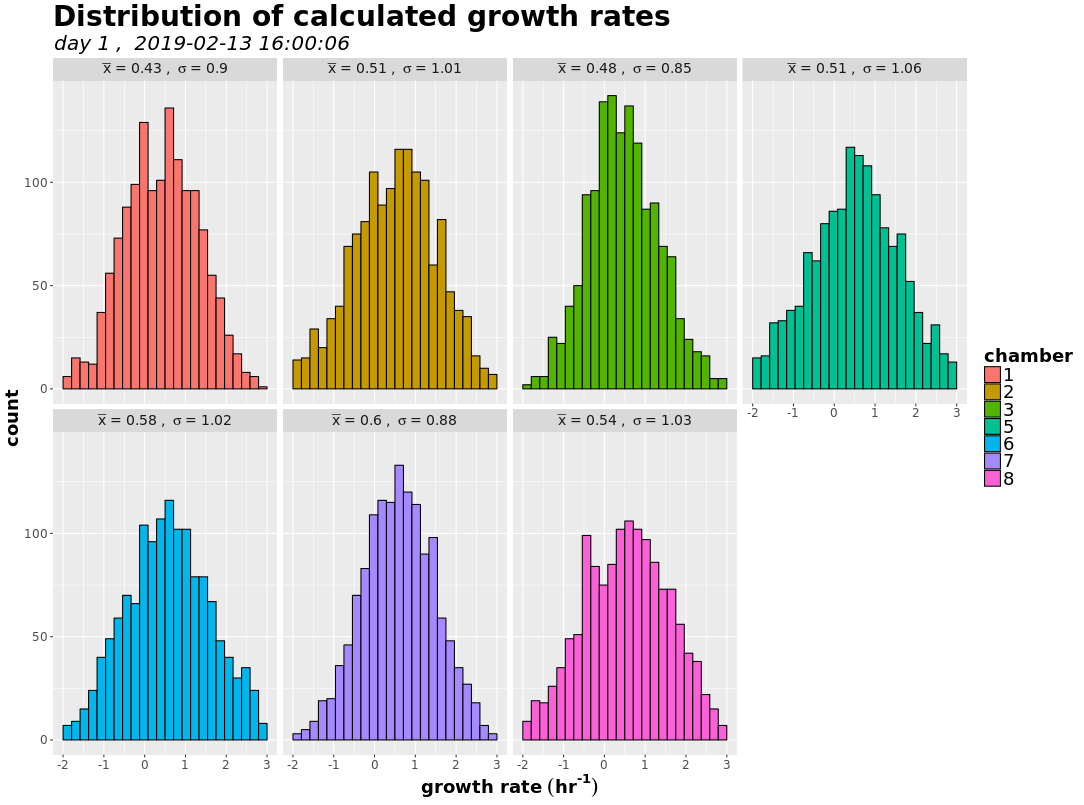 Distribution of calculated growth rates
day 1 ,  2019-02-13 16:00:06
x̅ = 0.43 ,  σ = 0.9
x̅ = 0.51 ,  σ = 1.01
x̅ = 0.48 ,  σ = 0.85
x̅ = 0.51 ,  σ = 1.06
100
50
0
-2 -1 0 1 2 3
count
chamber
1
2
3
5
6
7
8
x̅ = 0.58 ,  σ = 1.02
x̅ = 0.6 ,  σ = 0.88
x̅ = 0.54 ,  σ = 1.03
100
50
0
-2 -1 0 1 2 3
-2 -1 0 1 2 3
-2 -1 0 1 2 3
growth rate (hr⁻¹)